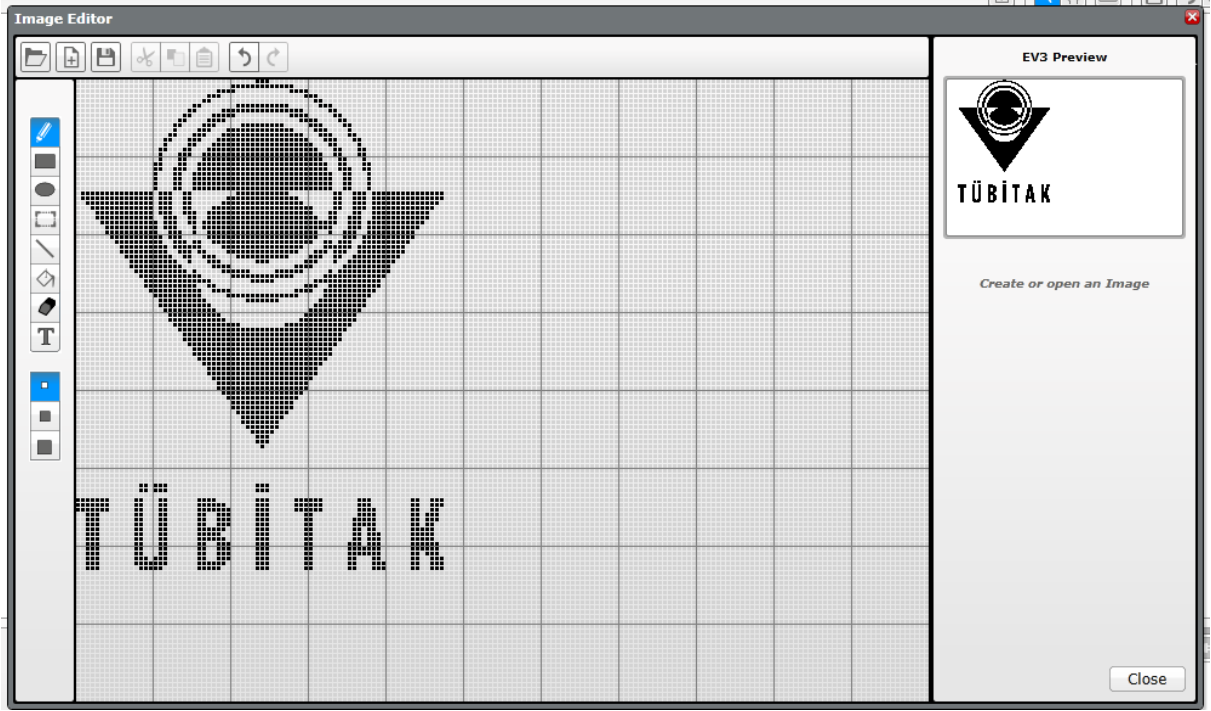 Image Editor
EV3 Preview
TÜBİTAK
Create or open an Image
T
TÜBİTAK
Close